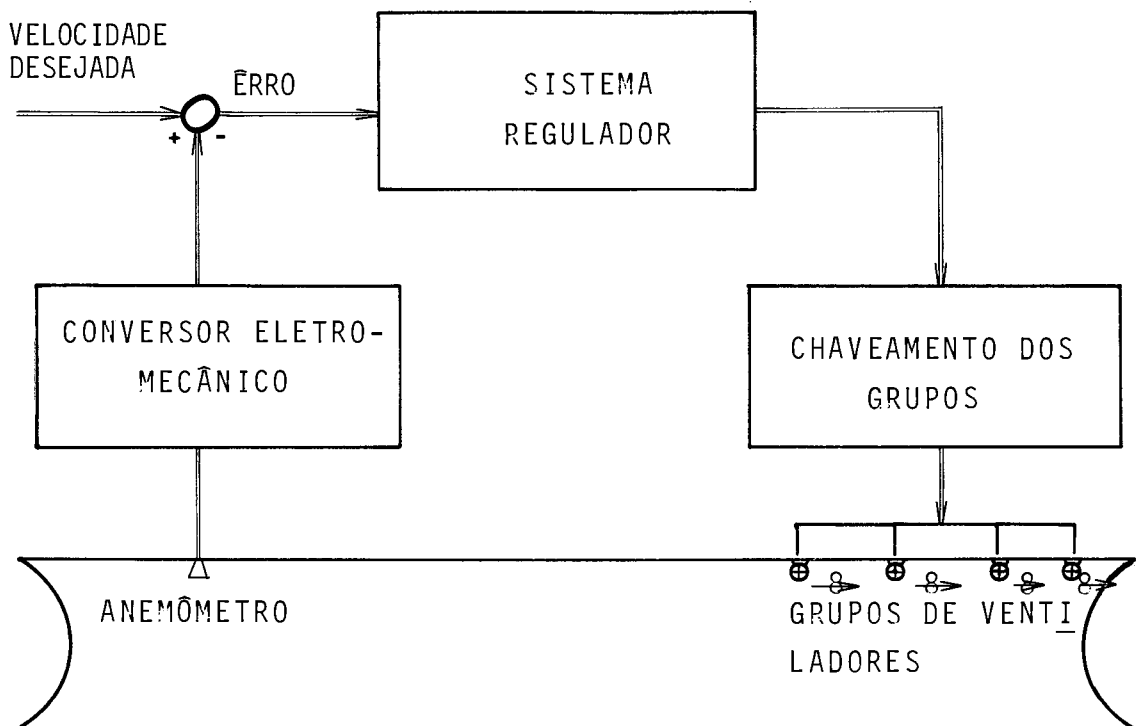 VELOCIDADE
DESEJADA
ÊRRO
+ -
SISTEMA
REGULADOR
CONVERSOR ELETRO-
MECÂNICO
CHAVEAMENTO DOS
GRUPOS
ANEMÔMETRO
GRUPOS DE VENTI
LADORES